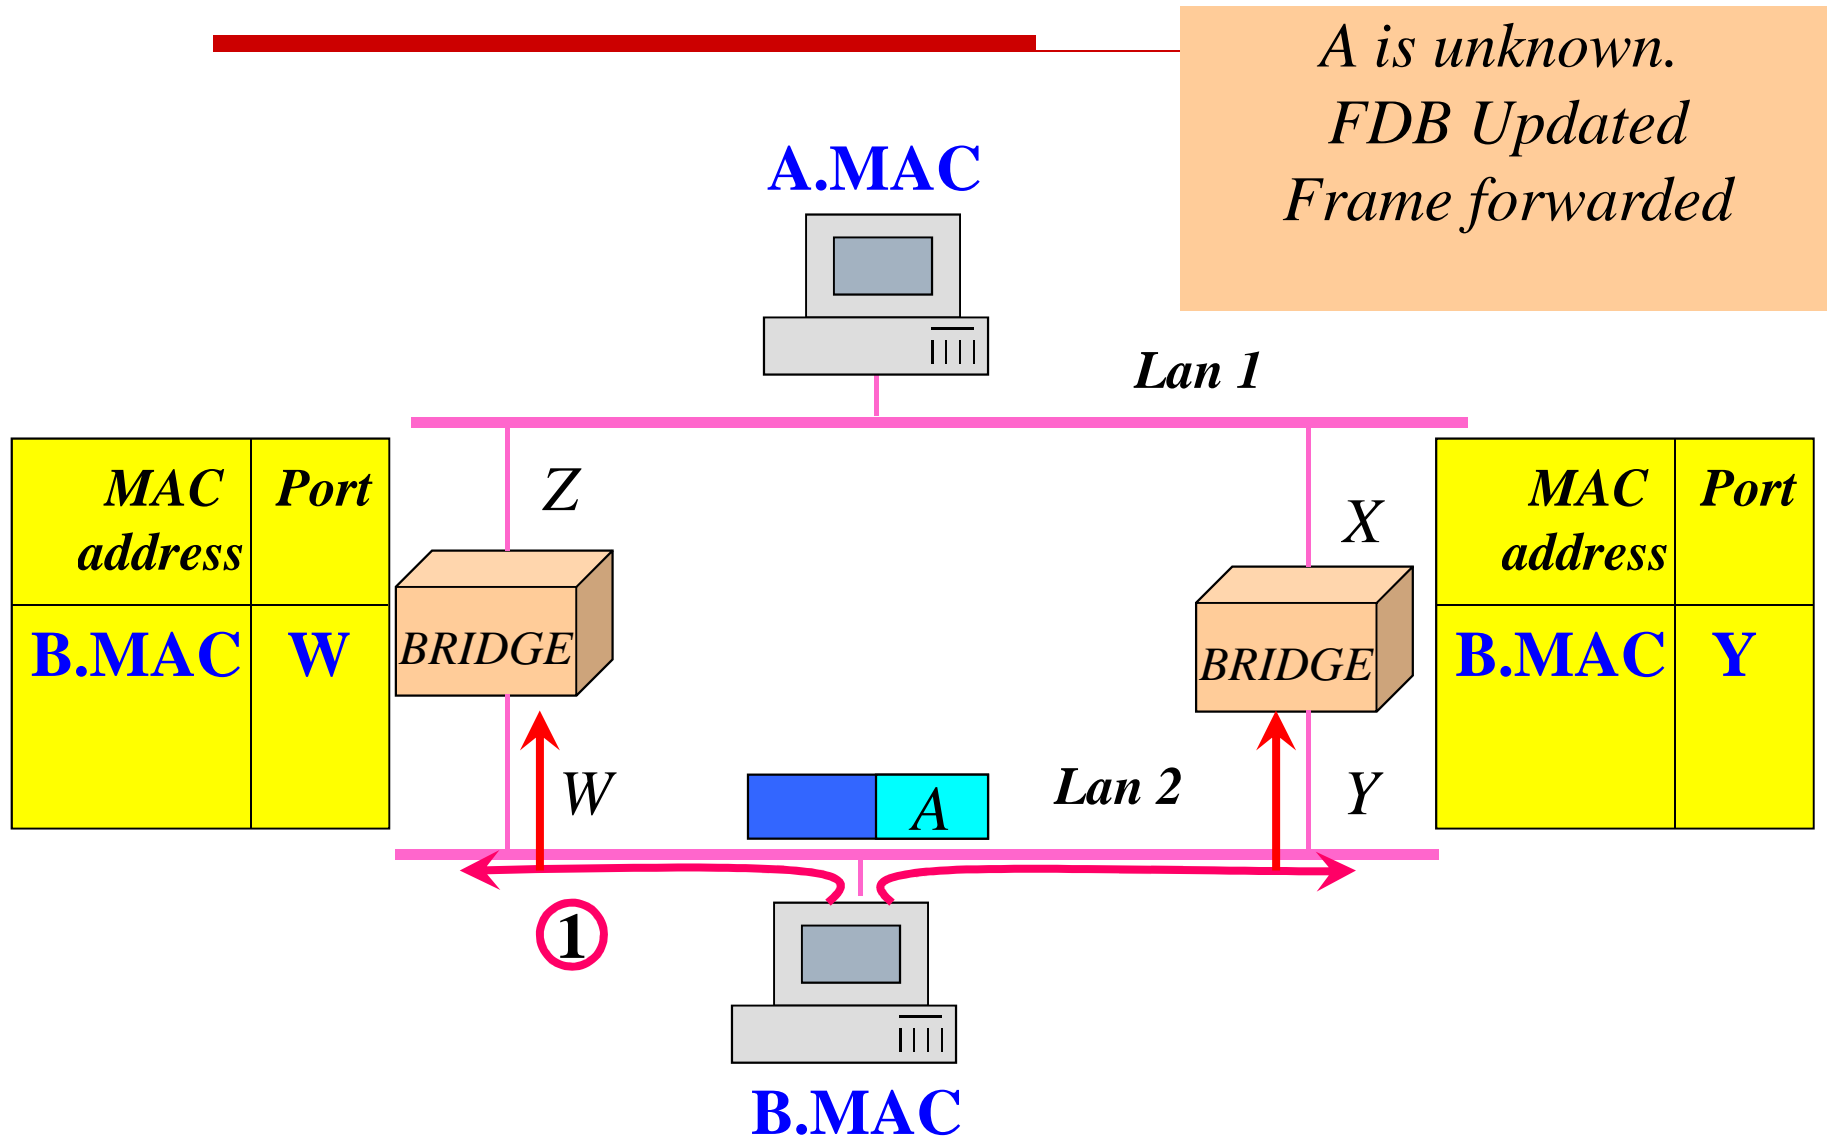 A is unknown.
FDB Updated
Frame forwarded
A.MAC
Lan 1
MAC address Port
B.MAC W
Z
BRIDGE
W
X
BRIDGE
Y
MAC address Port
B.MAC Y
A
Lan 2
1
B.MAC